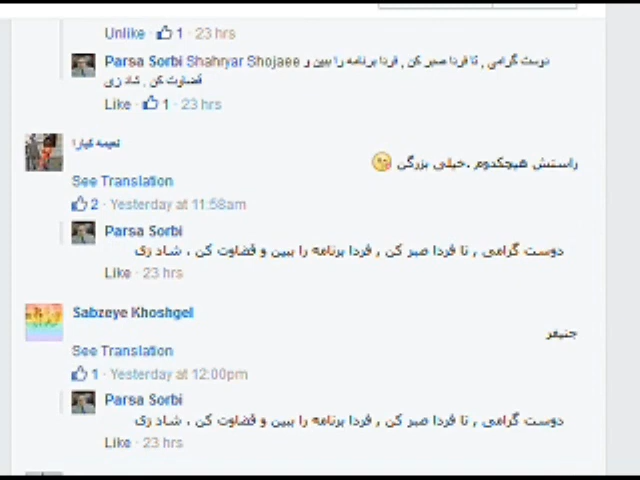 Unlike · 1 · 23 hrs
Parsa Sorbi Shahryar Shojaee دوست گرامی , تا فردا صبر کن , فردا برنامه را ببین و
قضاوت کن , شاد زی
Like · 1 · 23 hrs
نعیمه کیارا
راستش هیچکدوم .خیلی بزرگی
See Translation
2 · Yesterday at 11:58am
Parsa Sorbi
دوست گرامی , تا فردا صبر کن , فردا برنامه را ببین و قضاوت کن ، شاد زی
Like · 23 hrs
Sabzeye Khoshgel
جنیفر
See Translation
1 · Yesterday at 12:00pm
Parsa Sorbi
دوست گرامی , تا فردا صبر کن , فردا برنامه را ببین و قضاوت کن ، شاد زی
Like · 23 hrs